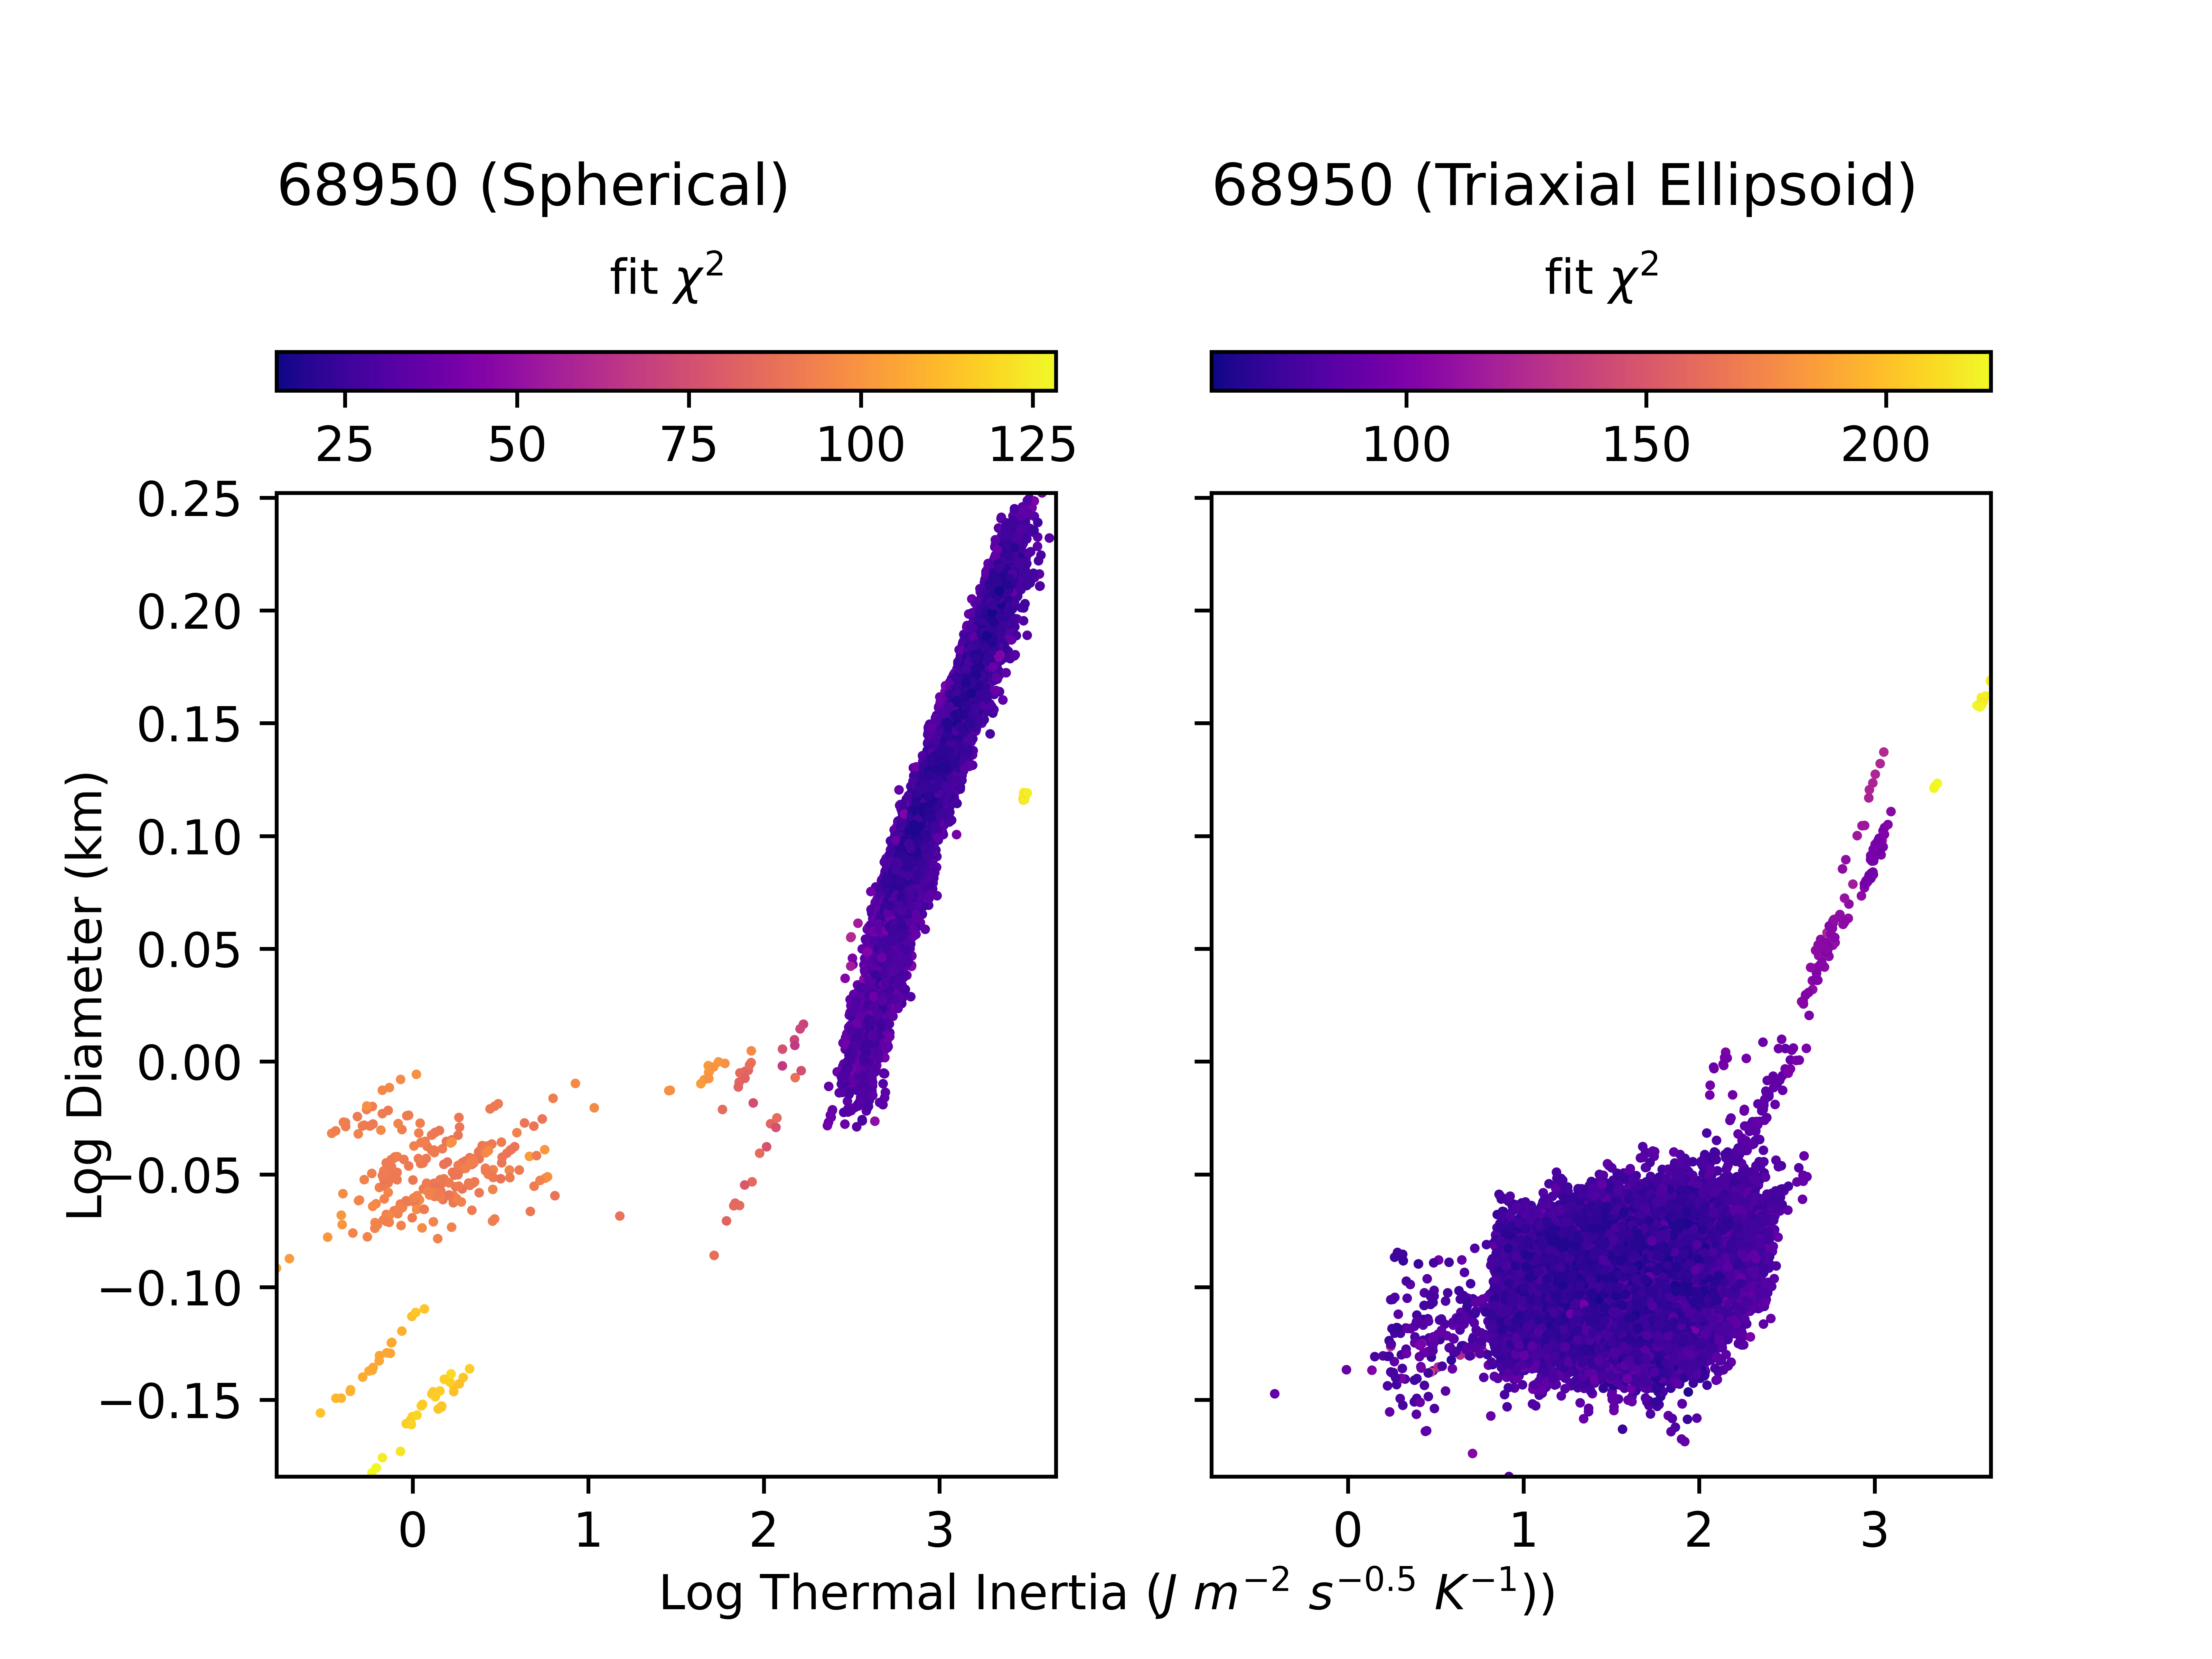 68950 (Spherical)
68950 (Triaxial Ellipsoid)
fit χ²
fit χ²
25 50 75 100 125
100 150 200
0.25
0.20
0.15
0.10
0.05
0.00
−0.05
−0.10
−0.15
Log Diameter (km)
0 1 2 3
0 1 2 3
Log Thermal Inertia (J m⁻² s⁻⁰·⁵ K⁻¹))